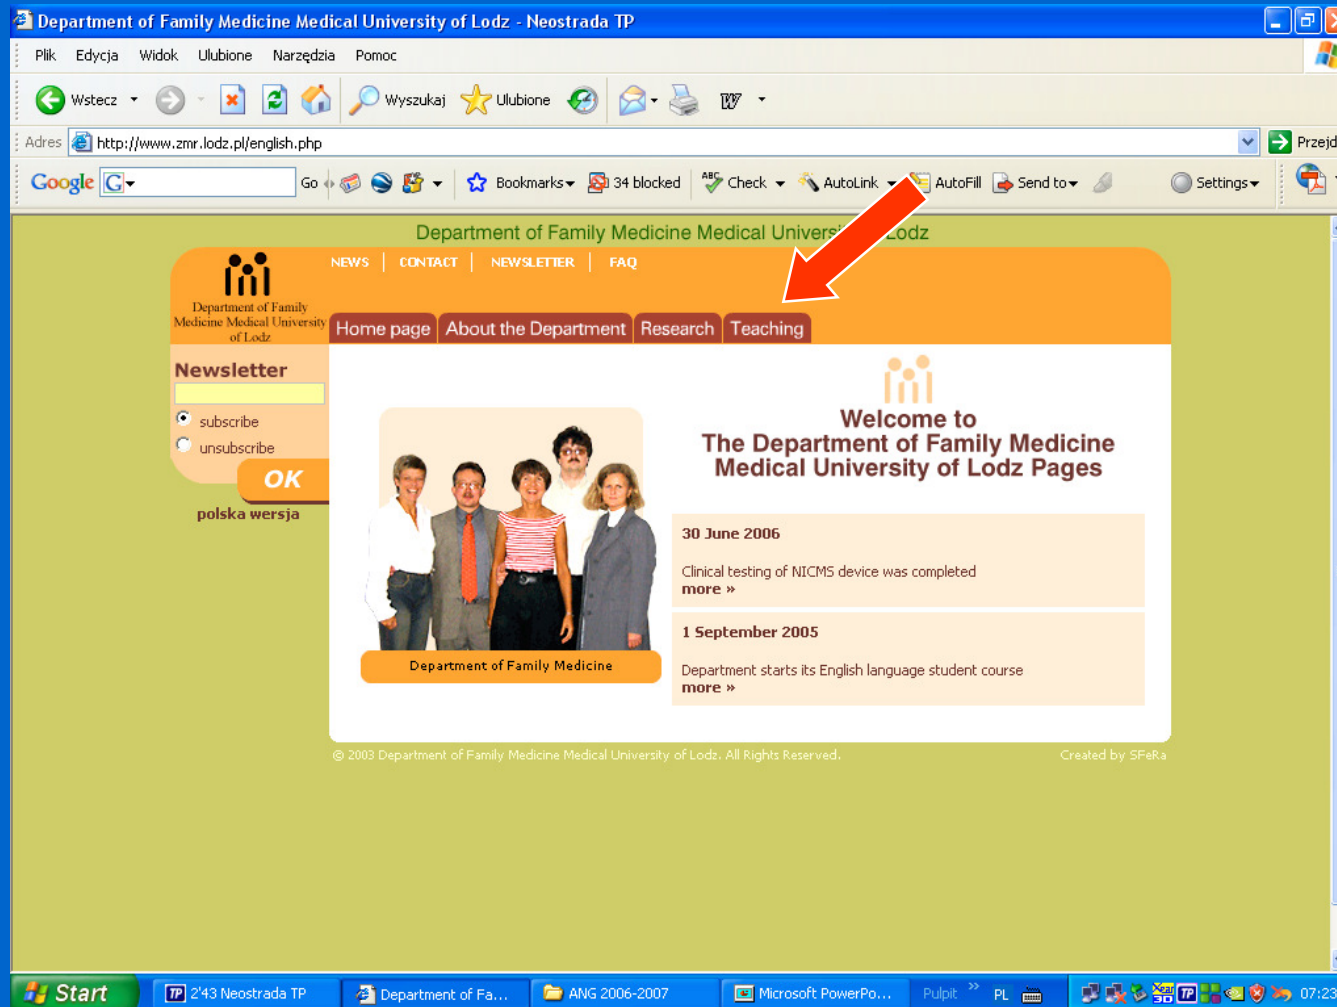 Department of Family Medicine Medical University of Lodz - Neostrada TP
Plik Edycja Widok Ulubione Narzędzia Pomoc
Wstecz Wyszukaj Ulubione
Adres http://www.zmr.lodz.pl/english.php
Google G Go Bookmarks 34 blocked ABC Check AutoLink AutoFill Send to Settings
Department of Family Medicine Medical Lodz
NEWS CONTACT NEWSLETTER FAQ
Department of Family
Medicine Medical University
of Lodz
Home page About the Department Research Teaching
Newsletter
subscribe
unsubscribe
OK
polska wersja
Welcome to
The Department of Family Medicine
Medical University of Lodz Pages
30 June 2006
Clinical testing of NICMS device was completed
more »
1 September 2005
Department starts its English language student course
more »
Department of Family Medicine
© 2003 Department of Family Medicine Medical University of Lodz. All Rights Reserved. Created by SFeRa
Start TP 2'43 Neostrada TP Department of Fa... ANG 2006-2007 Microsoft PowerPo... Pulpit » PL TP 07:23